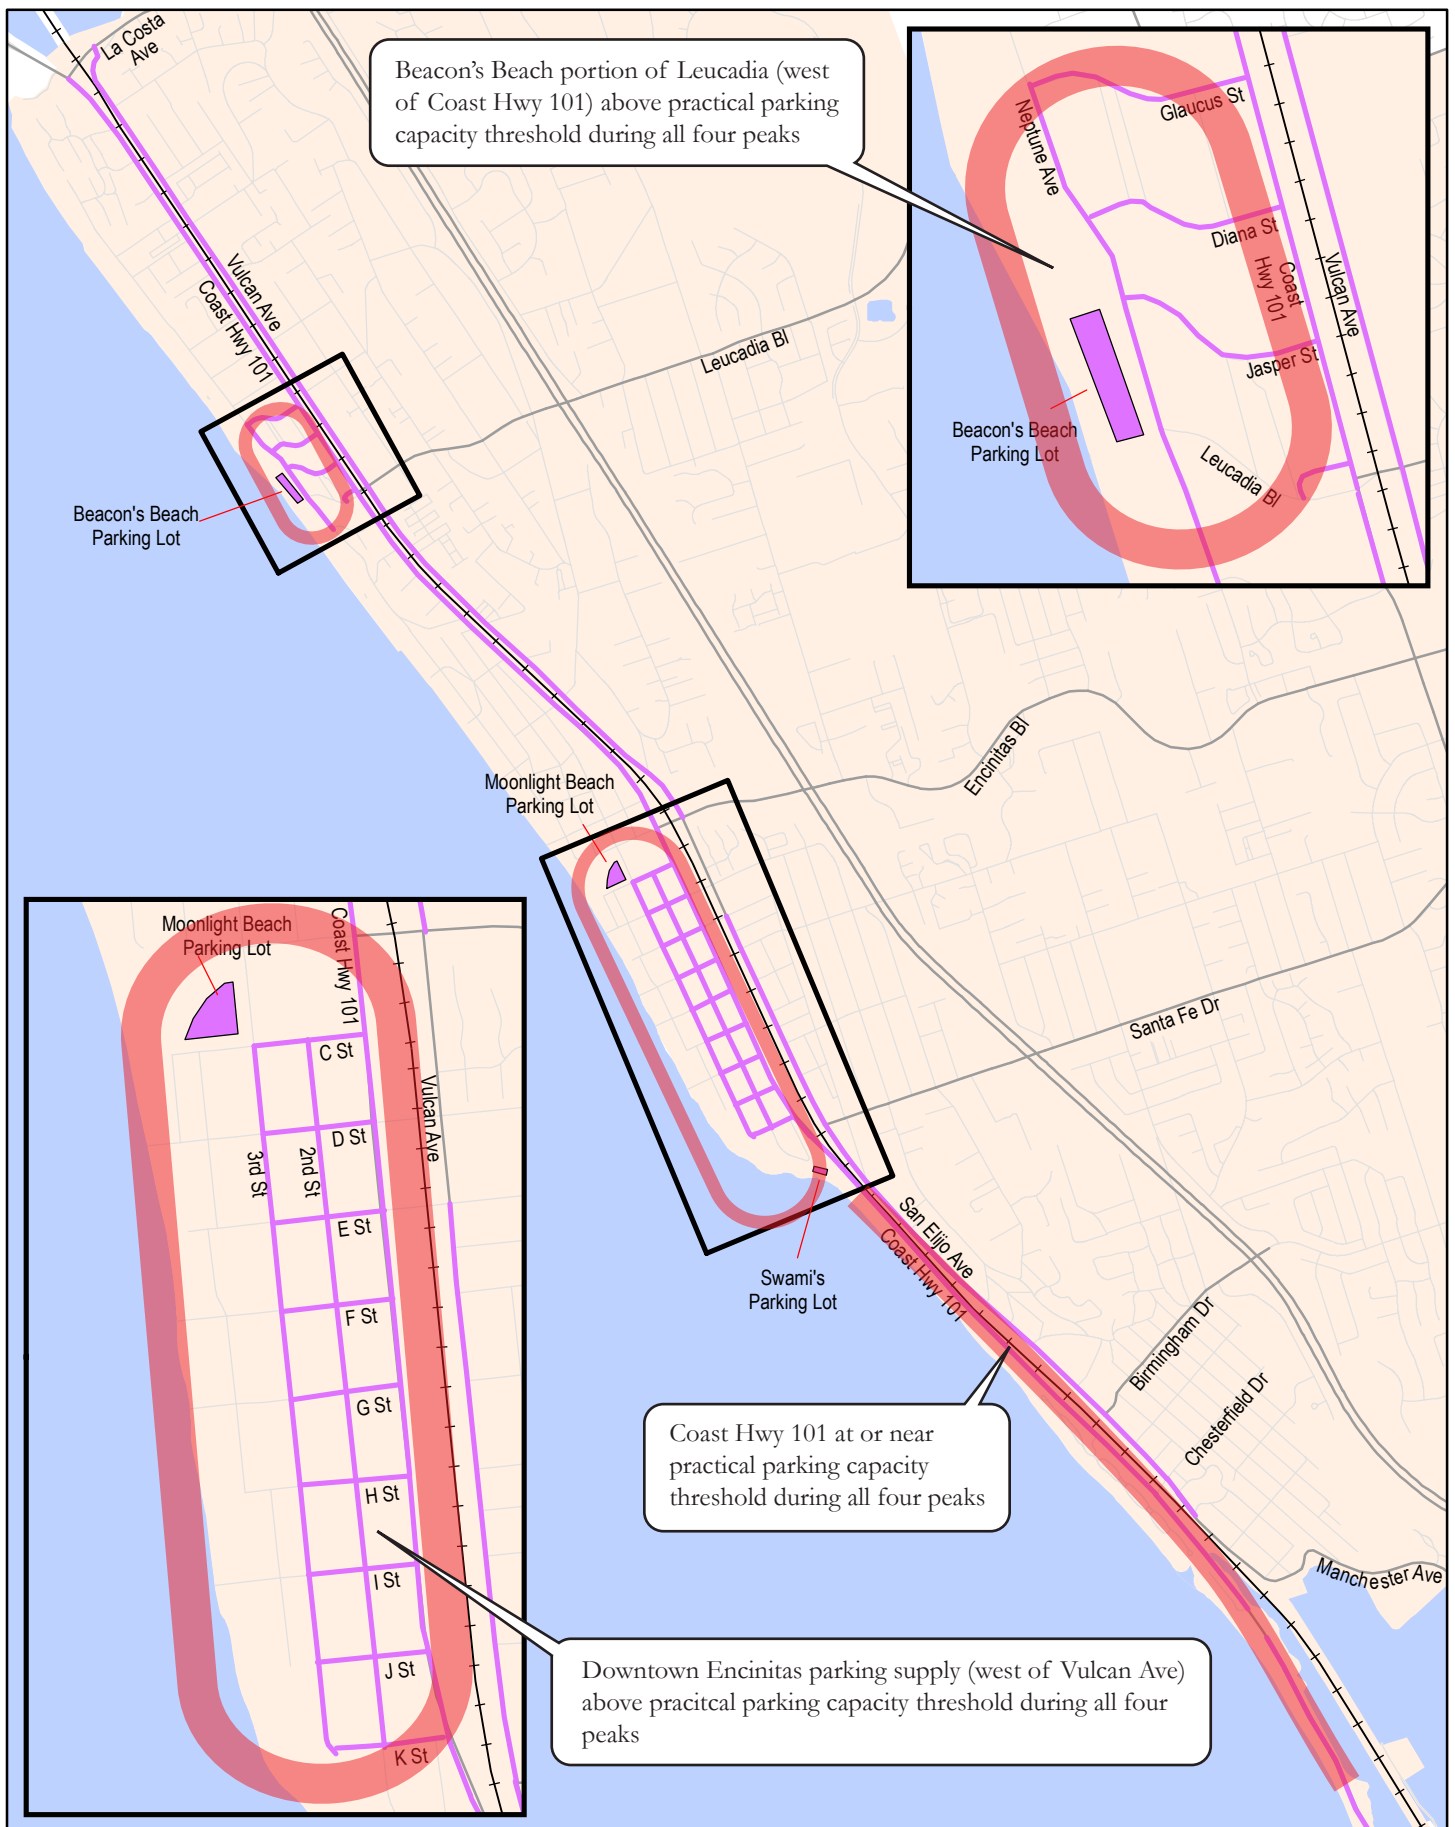 La Costa
Ave
Beacon's Beach portion of Leucadia (west
of Coast Hwy 101) above practical parking
capacity threshold during all four peaks
Glaucus St
Neptune Ave
Diana St
Coast
Hwy 101
Vulcan Ave
Jasper St
Beacon's Beach
Parking Lot
Leucadia Bl
Vulcan Ave
Coast Hwy 101
Leucadia Bl
Beacon's Beach
Parking Lot
Encinitas Bl
Moonlight Beach
Parking Lot
Santa Fe Dr
Moonlight Beach
Parking Lot
Coast Hwy 101
C St
Vulcan Ave
D St
3rd St
2nd St
E St
F St
G St
H St
I St
J St
K St
San Elijo Ave
Coast Hwy 101
Swami's
Parking Lot
Birmingham Dr
Chesterfield Dr
Coast Hwy 101 at or near
practical parking capacity
threshold during all four peaks
Manchester Ave
Downtown Encinitas parking supply (west of Vulcan Ave)
above pracitcal parking capacity threshold during all four
peaks